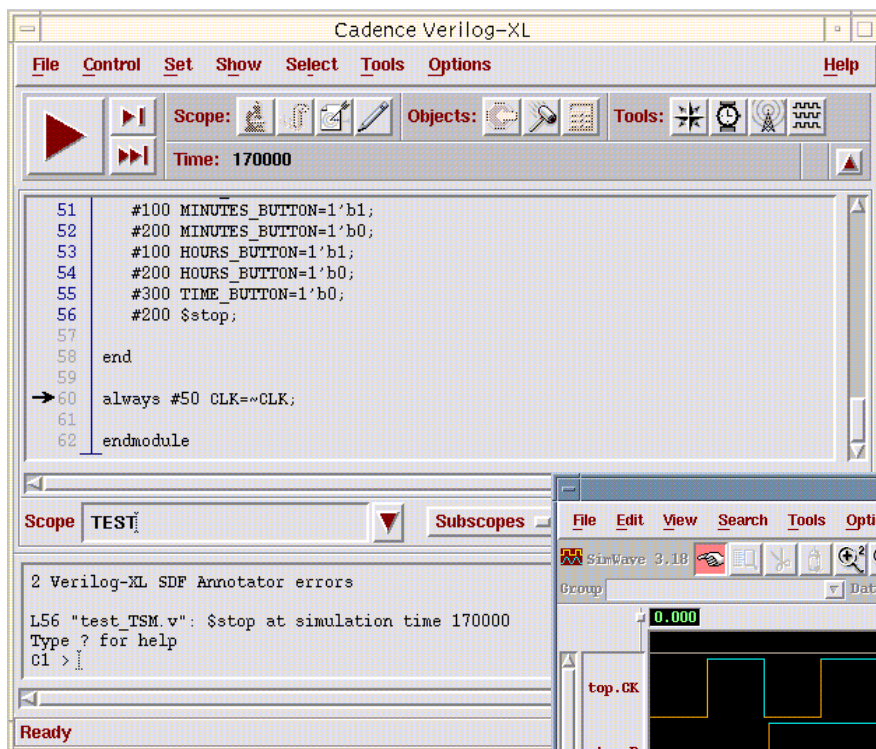 Cadence Verilog-XL
File Control Set Show Select Tools Options Help
Scope: Objects: Tools:
Time: 170000
51 #100 MINUTES_BUTTON=1'b1;
52 #200 MINUTES_BUTTON=1'b0;
53 #100 HOURS_BUTTON=1'b1;
54 #200 HOURS_BUTTON=1'b0;
55 #300 TIME_BUTTON=1'b0;
56 #200 $stop;
57
58 end
59
60 always #50 CLK=~CLK;
61
62 endmodule
Scope TEST Subscopes
2 Verilog-XL SDF Annotator errors
L56 "test_TSM.v": $stop at simulation time 170000
Type ? for help
C1 >
Ready
File Edit View Search Tools Opti
SimWave 3.18
Group Dat
0.000
top.CK